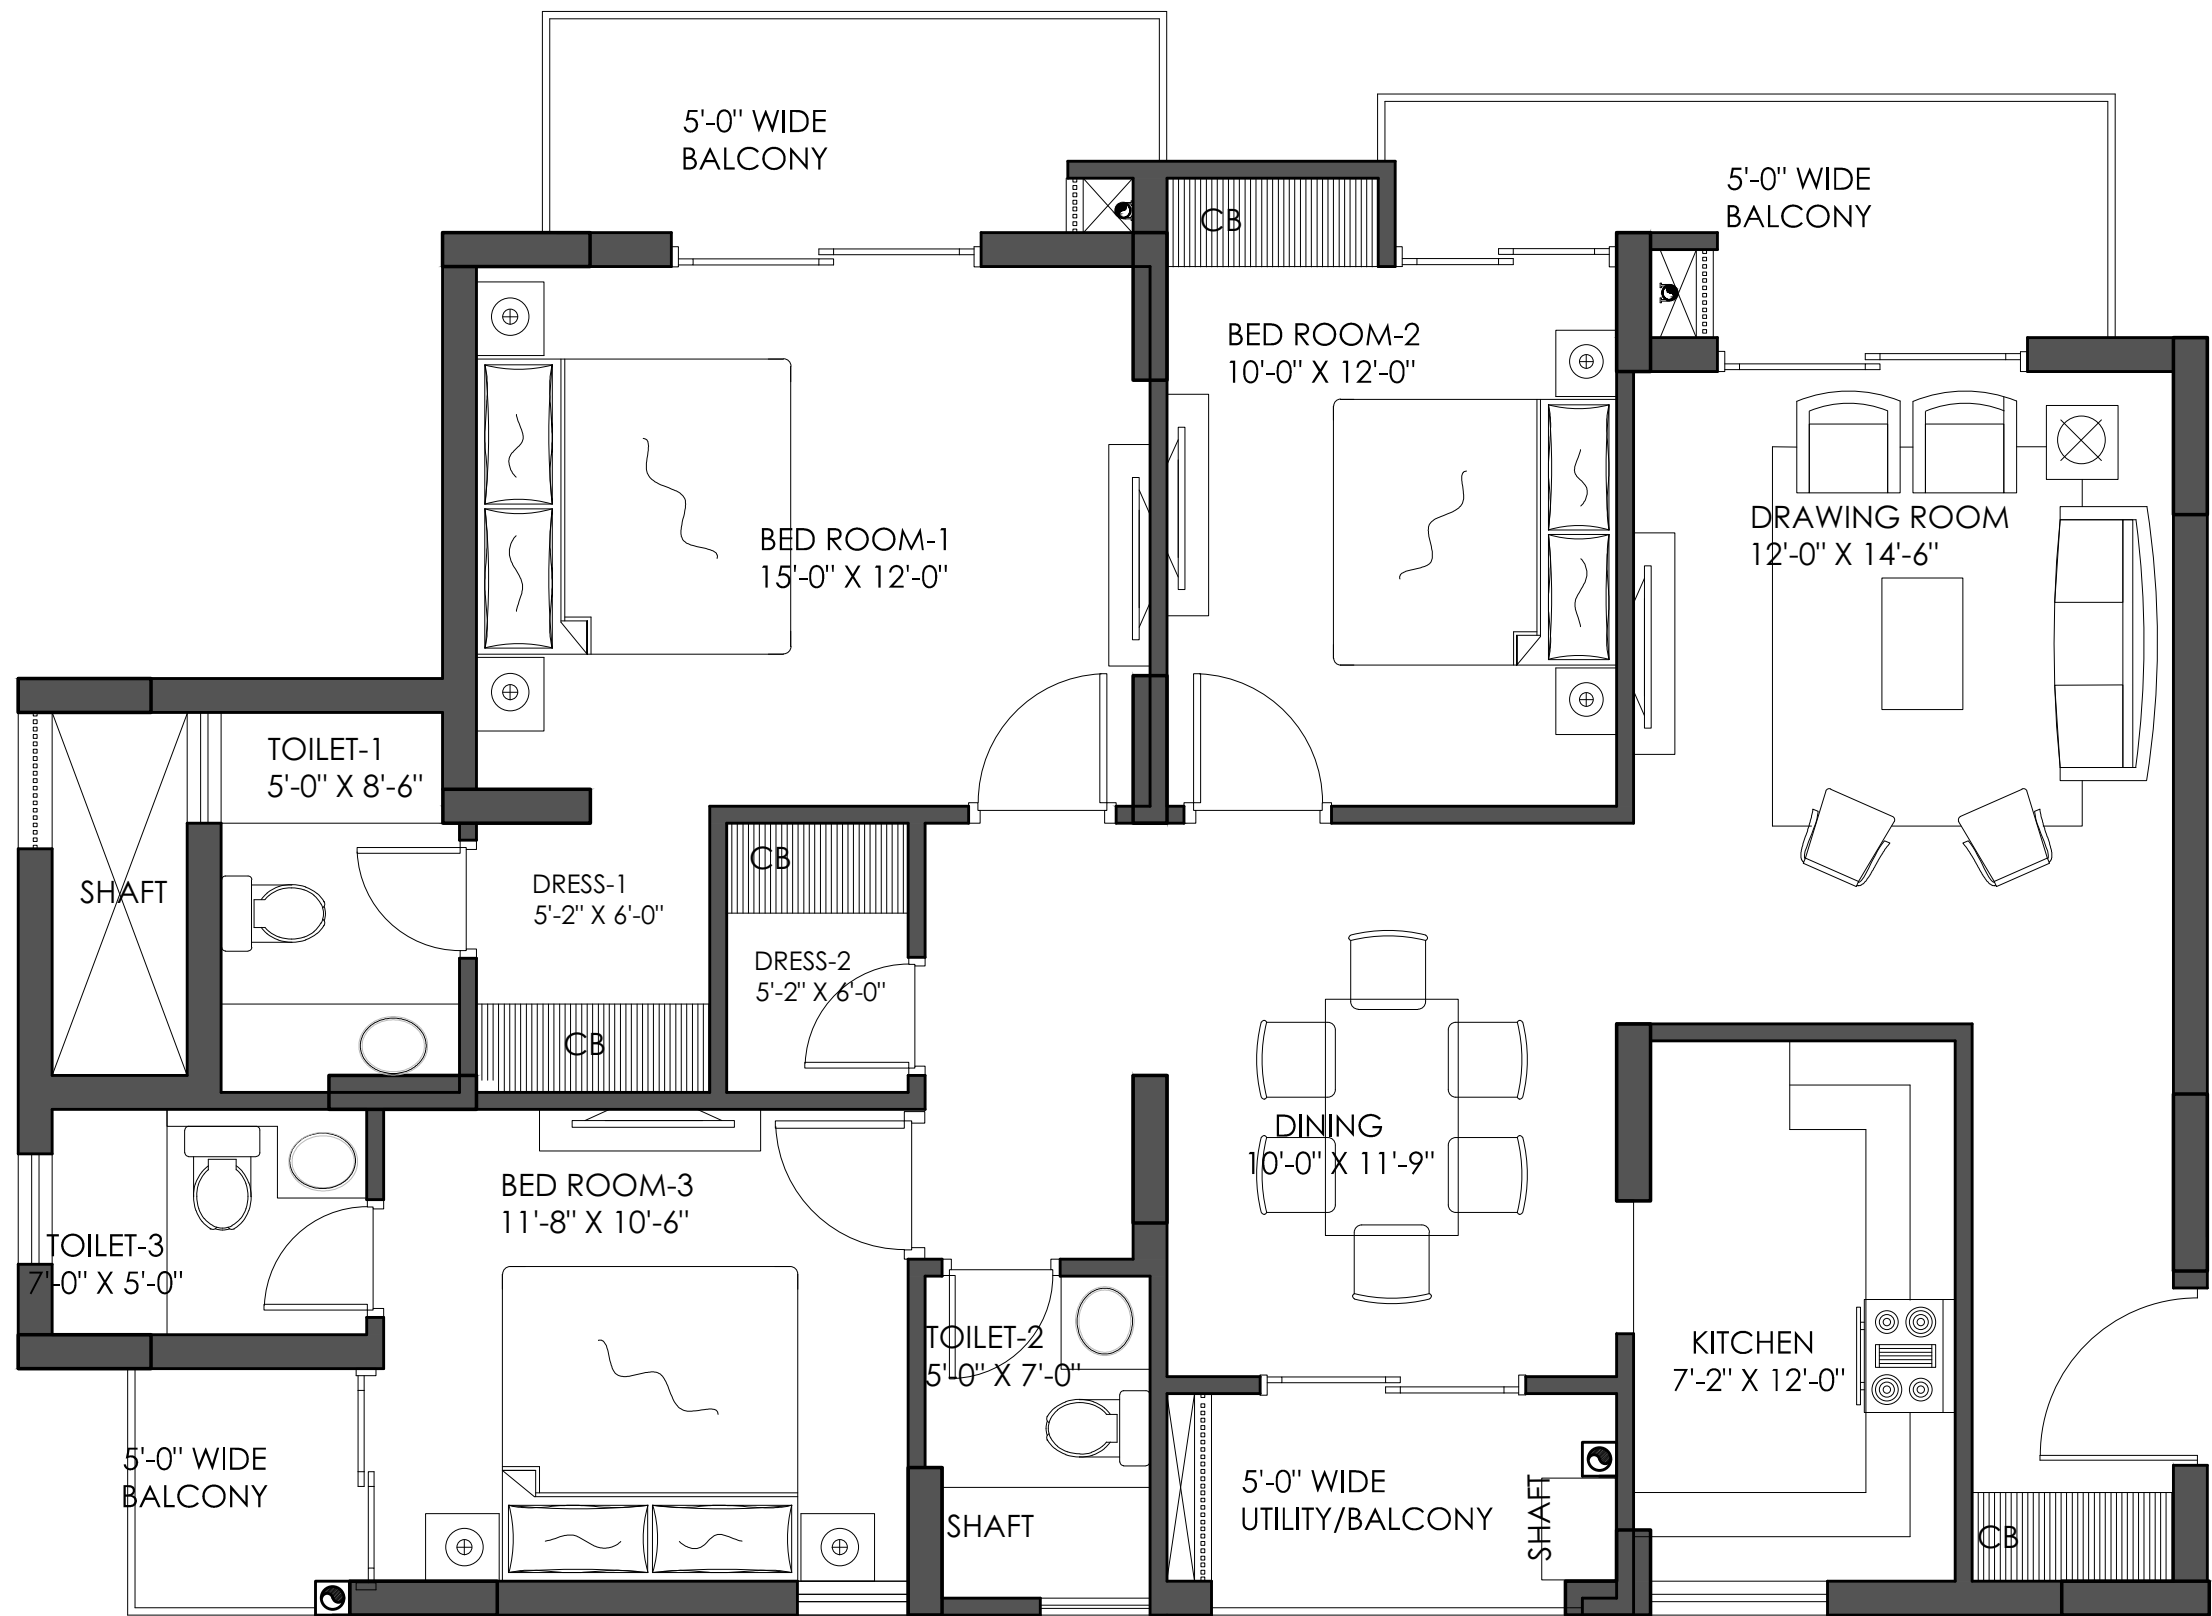 5'-0" WIDE
BALCONY
5'-0" WIDE
BALCONY
CB
BED ROOM-2
10'-0" X 12'-0"
BED ROOM-1
15'-0" X 12'-0"
DRAWING ROOM
12'-0" X 14'-6"
TOILET-1
5'-0" X 8'-6"
SHAFT
DRESS-1
5'-2" X 6'-0"
CB
DRESS-2
5'-2" X 6'-0"
CB
DINING
10'-0" X 11'-9"
BED ROOM-3
11'-8" X 10'-6"
TOILET-3
7'-0" X 5'-0"
TOILET-2
5'-0" X 7'-0"
KITCHEN
7'-2" X 12'-0"
5'-0" WIDE
BALCONY
SHAFT
5'-0" WIDE
UTILITY/BALCONY
SHAFT
CB